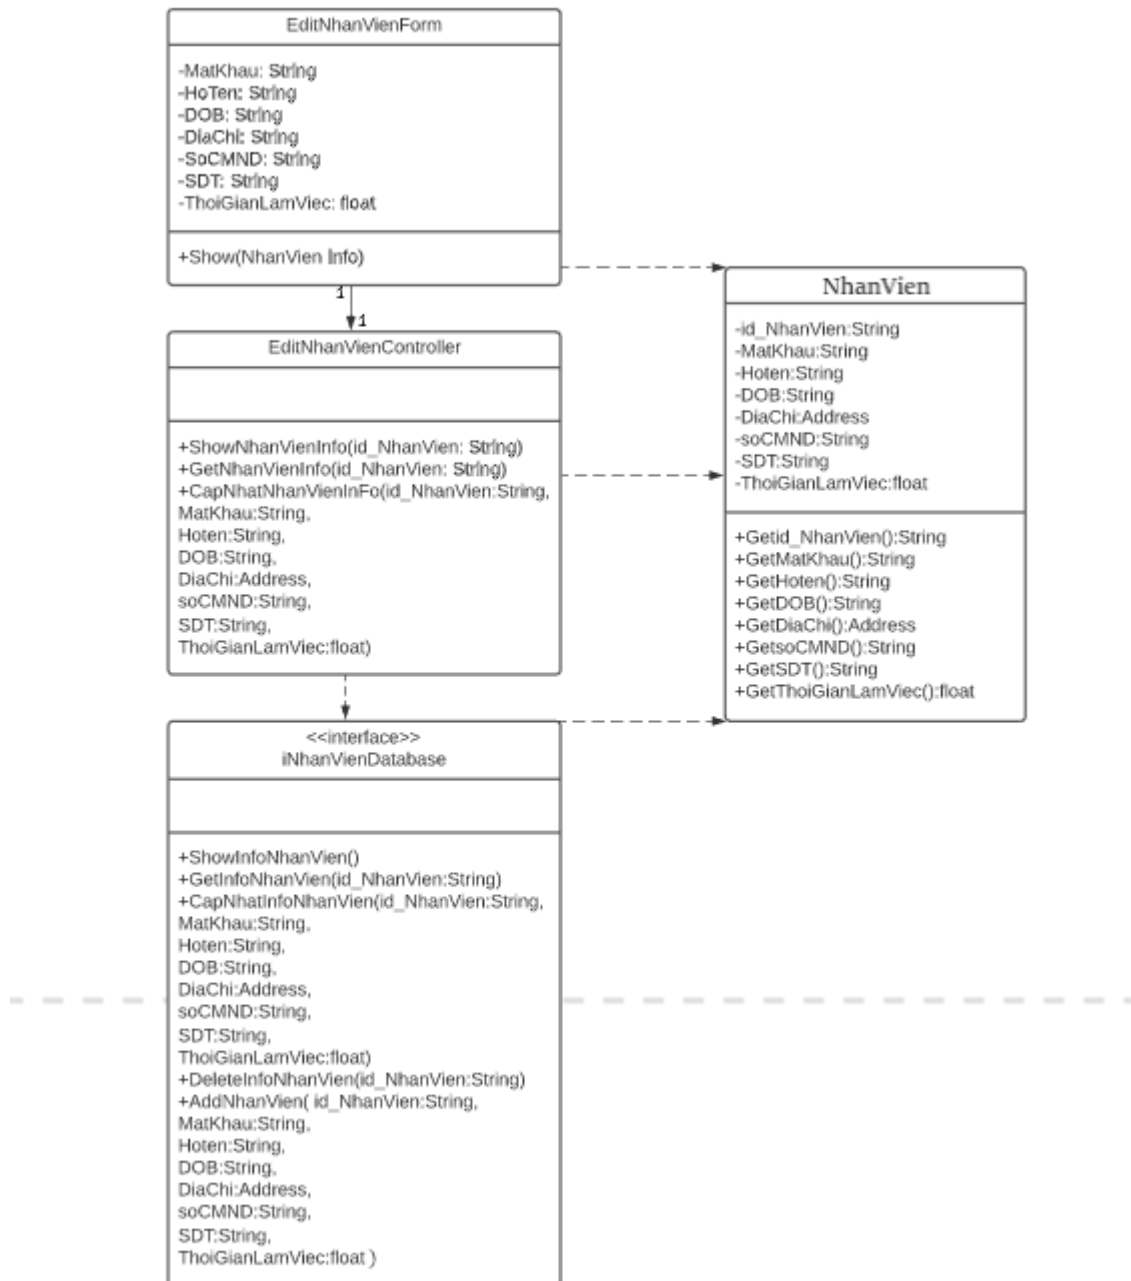 EditNhanVienForm
-MatKhau: String
-HoTen: String
-DOB: String
-DiaChi: String
-SoCMND: String
-SDT: String
-ThoiGianLamViec: float
+Show(NhanVien Info)
1
1
EditNhanVienController
+ShowNhanVienInfo(id_NhanVien: String)
+GetNhanVienInfo(id_NhanVien: String)
+CapNhatNhanVienInFo(id_NhanVien:String,
MatKhau:String,
Hoten:String,
DOB:String,
DiaChi:Address,
soCMND:String,
SDT:String,
ThoiGianLamViec:float)
NhanVien
-id_NhanVien:String
-MatKhau:String
-Hoten:String
-DOB:String
-DiaChi:Address
-soCMND:String
-SDT:String
-ThoiGianLamViec:float
+Getid_NhanVien():String
+GetMatKhau():String
+GetHoten():String
+GetDOB():String
+GetDiaChi():Address
+GetsoCMND():String
+GetSDT():String
+GetThoiGianLamViec():float
<<interface>>
iNhanVienDatabase
+ShowInfoNhanVien()
+GetInfoNhanVien(id_NhanVien:String)
+CapNhatInfoNhanVien(id_NhanVien:String,
MatKhau:String,
Hoten:String,
DOB:String,
DiaChi:Address,
soCMND:String,
SDT:String,
ThoiGianLamViec:float)
+DeleteInfoNhanVien(id_NhanVien:String)
+AddNhanVien( id_NhanVien:String,
MatKhau:String,
Hoten:String,
DOB:String,
DiaChi:Address,
soCMND:String,
SDT:String,
ThoiGianLamViec:float )